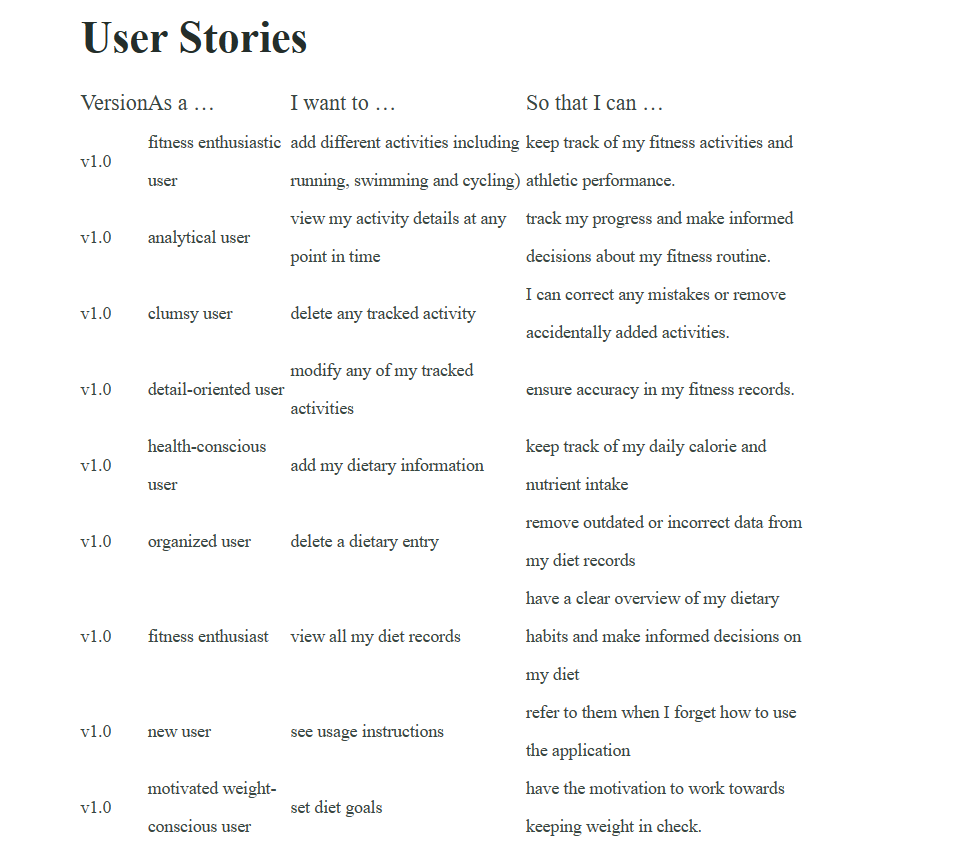 User Stories
Version As a … I want to … So that I can …
v1.0 fitness enthusiastic user add different activities including running, swimming and cycling) keep track of my fitness activities and athletic performance.
v1.0 analytical user view my activity details at any point in time track my progress and make informed decisions about my fitness routine.
v1.0 clumsy user delete any tracked activity I can correct any mistakes or remove accidentally added activities.
v1.0 detail-oriented user modify any of my tracked activities ensure accuracy in my fitness records.
v1.0 health-conscious user add my dietary information keep track of my daily calorie and nutrient intake
v1.0 organized user delete a dietary entry remove outdated or incorrect data from my diet records
v1.0 fitness enthusiast view all my diet records have a clear overview of my dietary habits and make informed decisions on my diet
v1.0 new user see usage instructions refer to them when I forget how to use the application
v1.0 motivated weight-conscious user set diet goals have the motivation to work towards keeping weight in check.